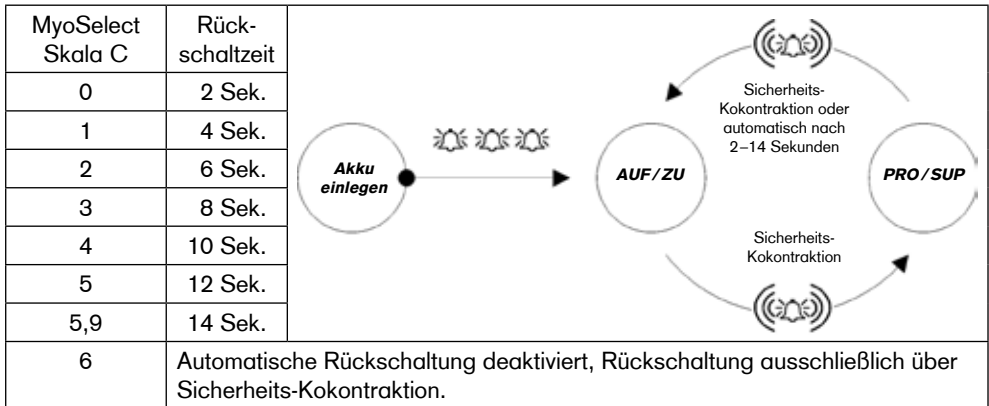 MyoSelect
Skala C
Rück-
schaltzeit
0
2 Sek.
1
4 Sek.
2
6 Sek.
3
8 Sek.
4
10 Sek.
5
12 Sek.
5,9
14 Sek.
Akku
einlegen
AUF/ZU
Sicherheits-
Kokontraktion oder
automatisch nach
2–14 Sekunden
PRO/SUP
Sicherheits-
Kokontraktion
6
Automatische Rückschaltung deaktiviert, Rückschaltung ausschließlich über
Sicherheits-Kokontraktion.